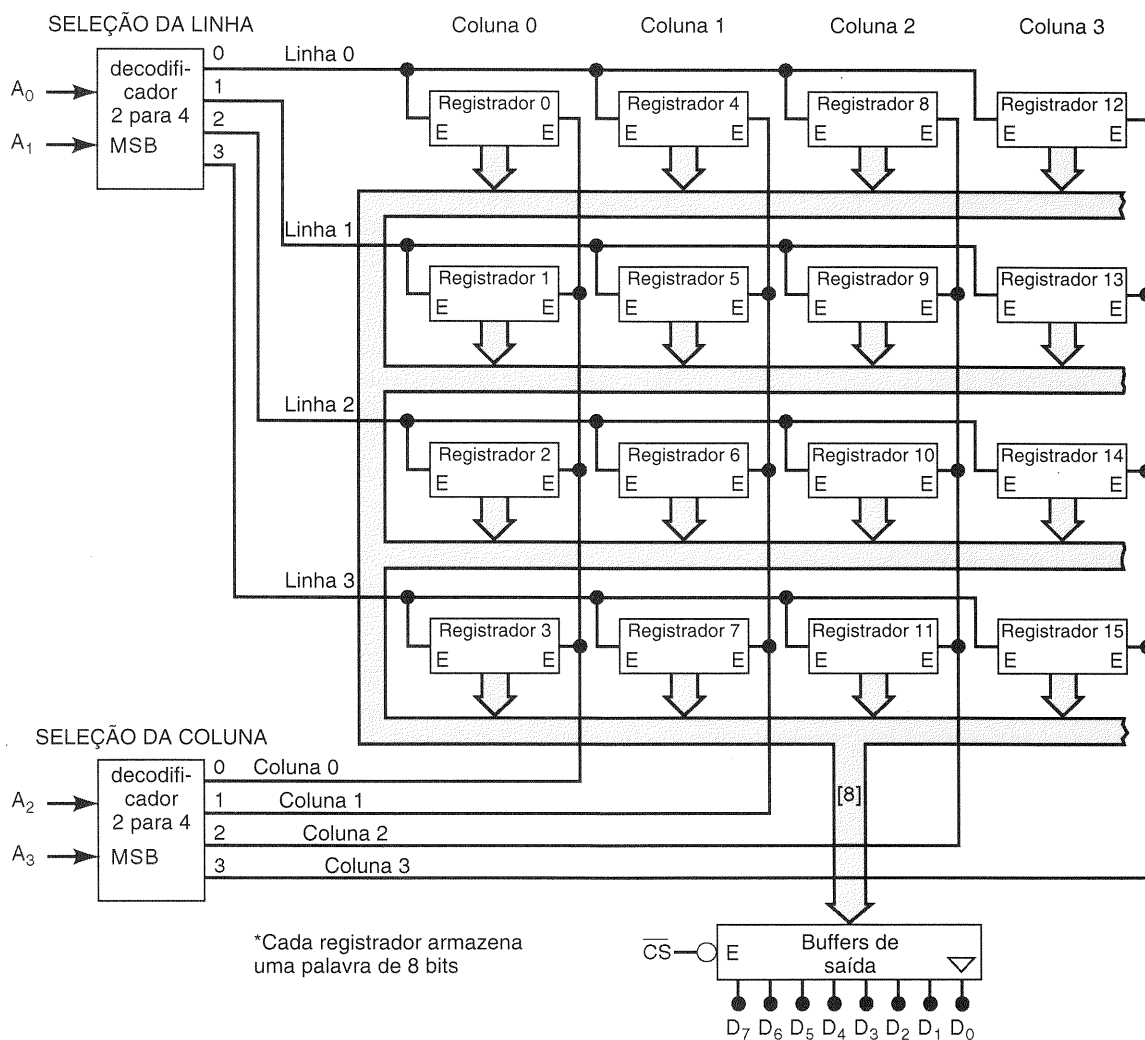 SELEÇÃO DA LINHA
Coluna 0
Coluna 1
Coluna 2
Coluna 3
A0
A1
decodifi-
cador
2 para 4
MSB
0
1
2
3
Linha 0
Registrador 0
E E
Registrador 4
E E
Registrador 8
E E
Registrador 12
E E
Linha 1
Registrador 1
E E
Registrador 5
E E
Registrador 9
E E
Registrador 13
E E
Linha 2
Registrador 2
E E
Registrador 6
E E
Registrador 10
E E
Registrador 14
E E
Linha 3
Registrador 3
E E
Registrador 7
E E
Registrador 11
E E
Registrador 15
E E
SELEÇÃO DA COLUNA
A2
A3
decodifi-
cador
2 para 4
MSB
0 Coluna 0
1 Coluna 1
2 Coluna 2
3 Coluna 3
[8]
*Cada registrador armazena
uma palavra de 8 bits
C̅S̅
E
Buffers de
saída
D7 D6 D5 D4 D3 D2 D1 D0